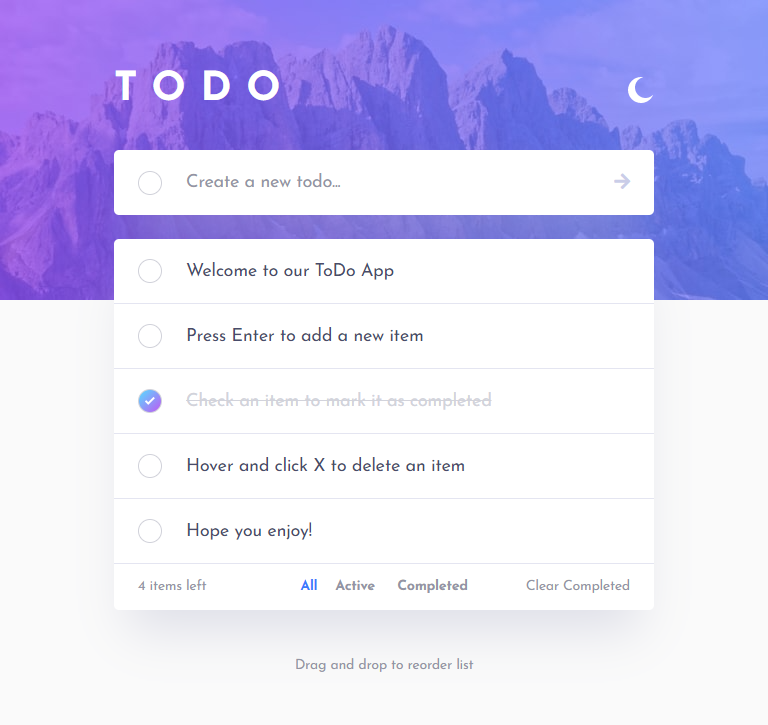 TODO
Create a new todo...
Welcome to our ToDo App
Press Enter to add a new item
Check an item to mark it as completed
Hover and click X to delete an item
Hope you enjoy!
4 items left All Active Completed Clear Completed
Drag and drop to reorder list